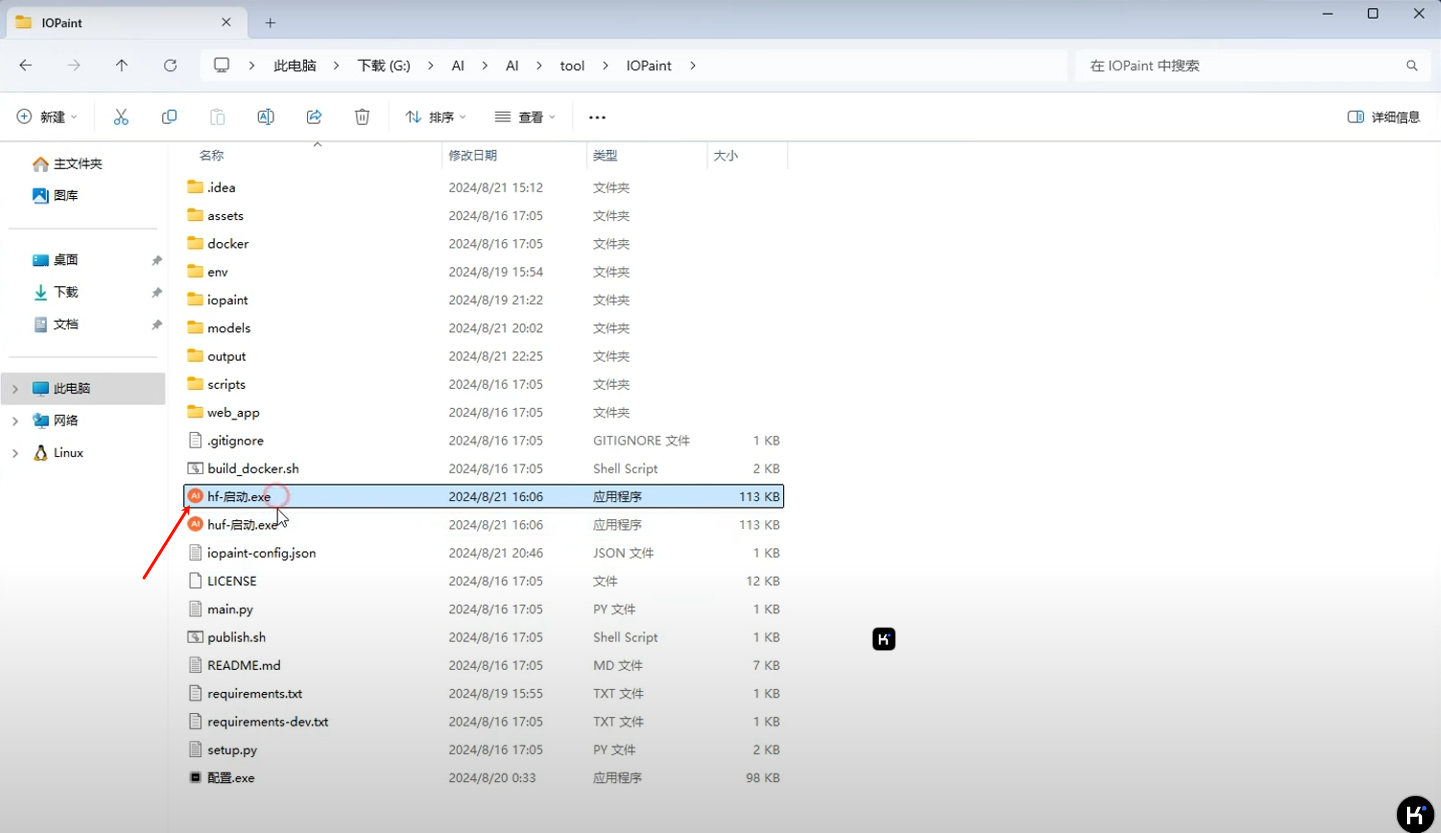 IOPaint
此电脑 下载 (G:) AI AI tool IOPaint
在 IOPaint 中搜索
新建 排序 查看 详细信息
名称 修改日期 类型 大小
主文件夹
图库
桌面
下载
文档
此电脑
网络
Linux
.idea 2024/8/21 15:12 文件夹
assets 2024/8/16 17:05 文件夹
docker 2024/8/16 17:05 文件夹
env 2024/8/19 15:54 文件夹
iopaint 2024/8/19 21:22 文件夹
models 2024/8/21 20:02 文件夹
output 2024/8/21 22:25 文件夹
scripts 2024/8/16 17:05 文件夹
web_app 2024/8/16 17:05 文件夹
.gitignore 2024/8/16 17:05 GITIGNORE 文件 1 KB
build_docker.sh 2024/8/16 17:05 Shell Script 2 KB
AI hf-启动.exe 2024/8/21 16:06 应用程序 113 KB
AI huf-启动.exe 2024/8/21 16:06 应用程序 113 KB
iopaint-config.json 2024/8/21 20:46 JSON 文件 1 KB
LICENSE 2024/8/16 17:05 文件 12 KB
main.py 2024/8/16 17:05 PY 文件 1 KB
publish.sh 2024/8/16 17:05 Shell Script 1 KB
README.md 2024/8/16 17:05 MD 文件 7 KB
requirements.txt 2024/8/19 15:55 TXT 文件 1 KB
requirements-dev.txt 2024/8/16 17:05 TXT 文件 1 KB
setup.py 2024/8/16 17:05 PY 文件 2 KB
配置.exe 2024/8/20 0:33 应用程序 98 KB
K
K